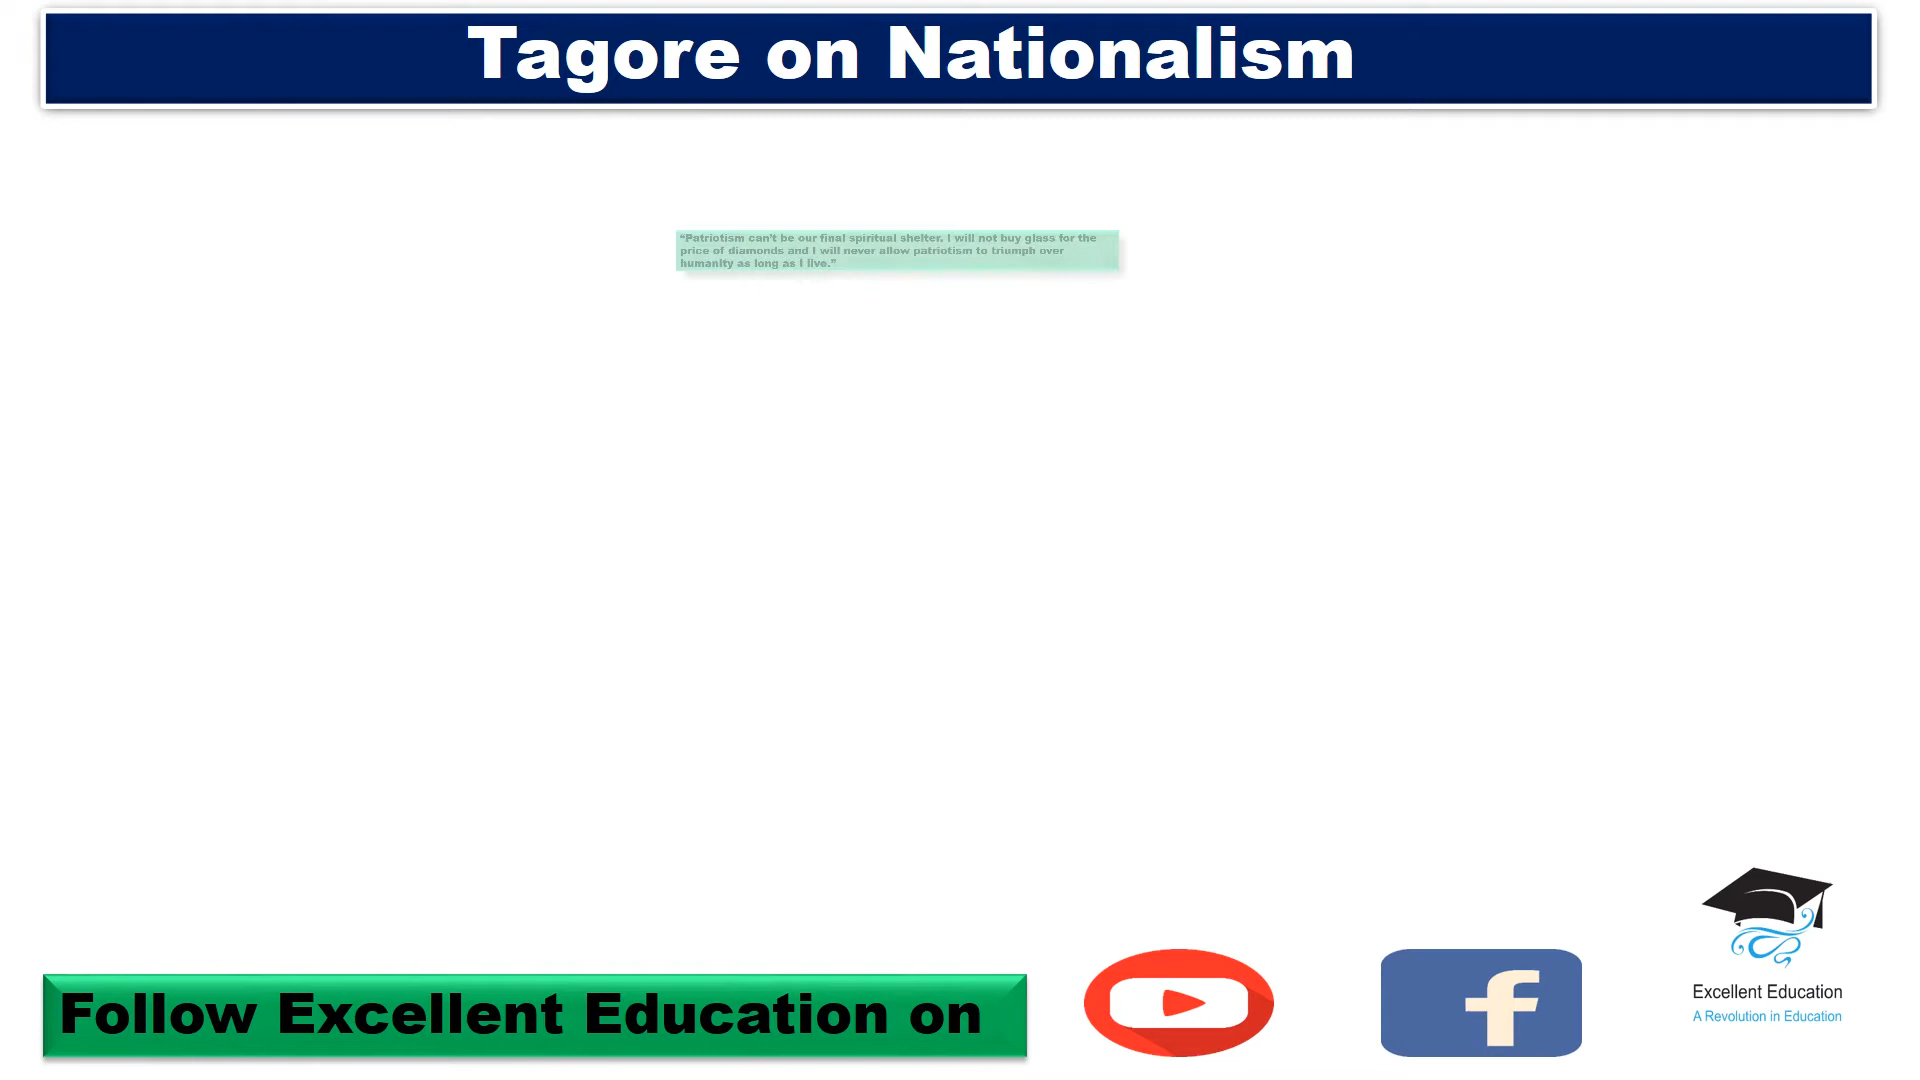 Tagore on Nationalism
“Patriotism can’t be our final spiritual shelter. I will not buy glass for the
price of diamonds and I will never allow patriotism to triumph over
humanity as long as I live.”
Follow Excellent Education on
Excellent Education
A Revolution in Education